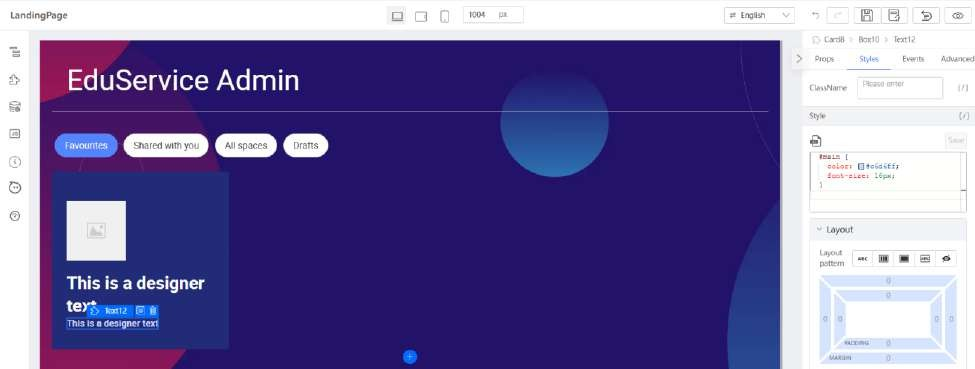 LandingPage
1004 px
English
Card8 > Box10 > Text12
EduService Admin
Props Styles Events Advanced
ClassName Please enter {/}
Style {/}
Favourites Shared with you All spaces Drafts
Save
#main {
color: #c6d6ff;
font-size: 16px;
}
This is a designer
text
Text12
This is a designer text
Layout
Layout
pattern
ABC
0
0
0 0 0 0
PADDING 0
MARGIN 0